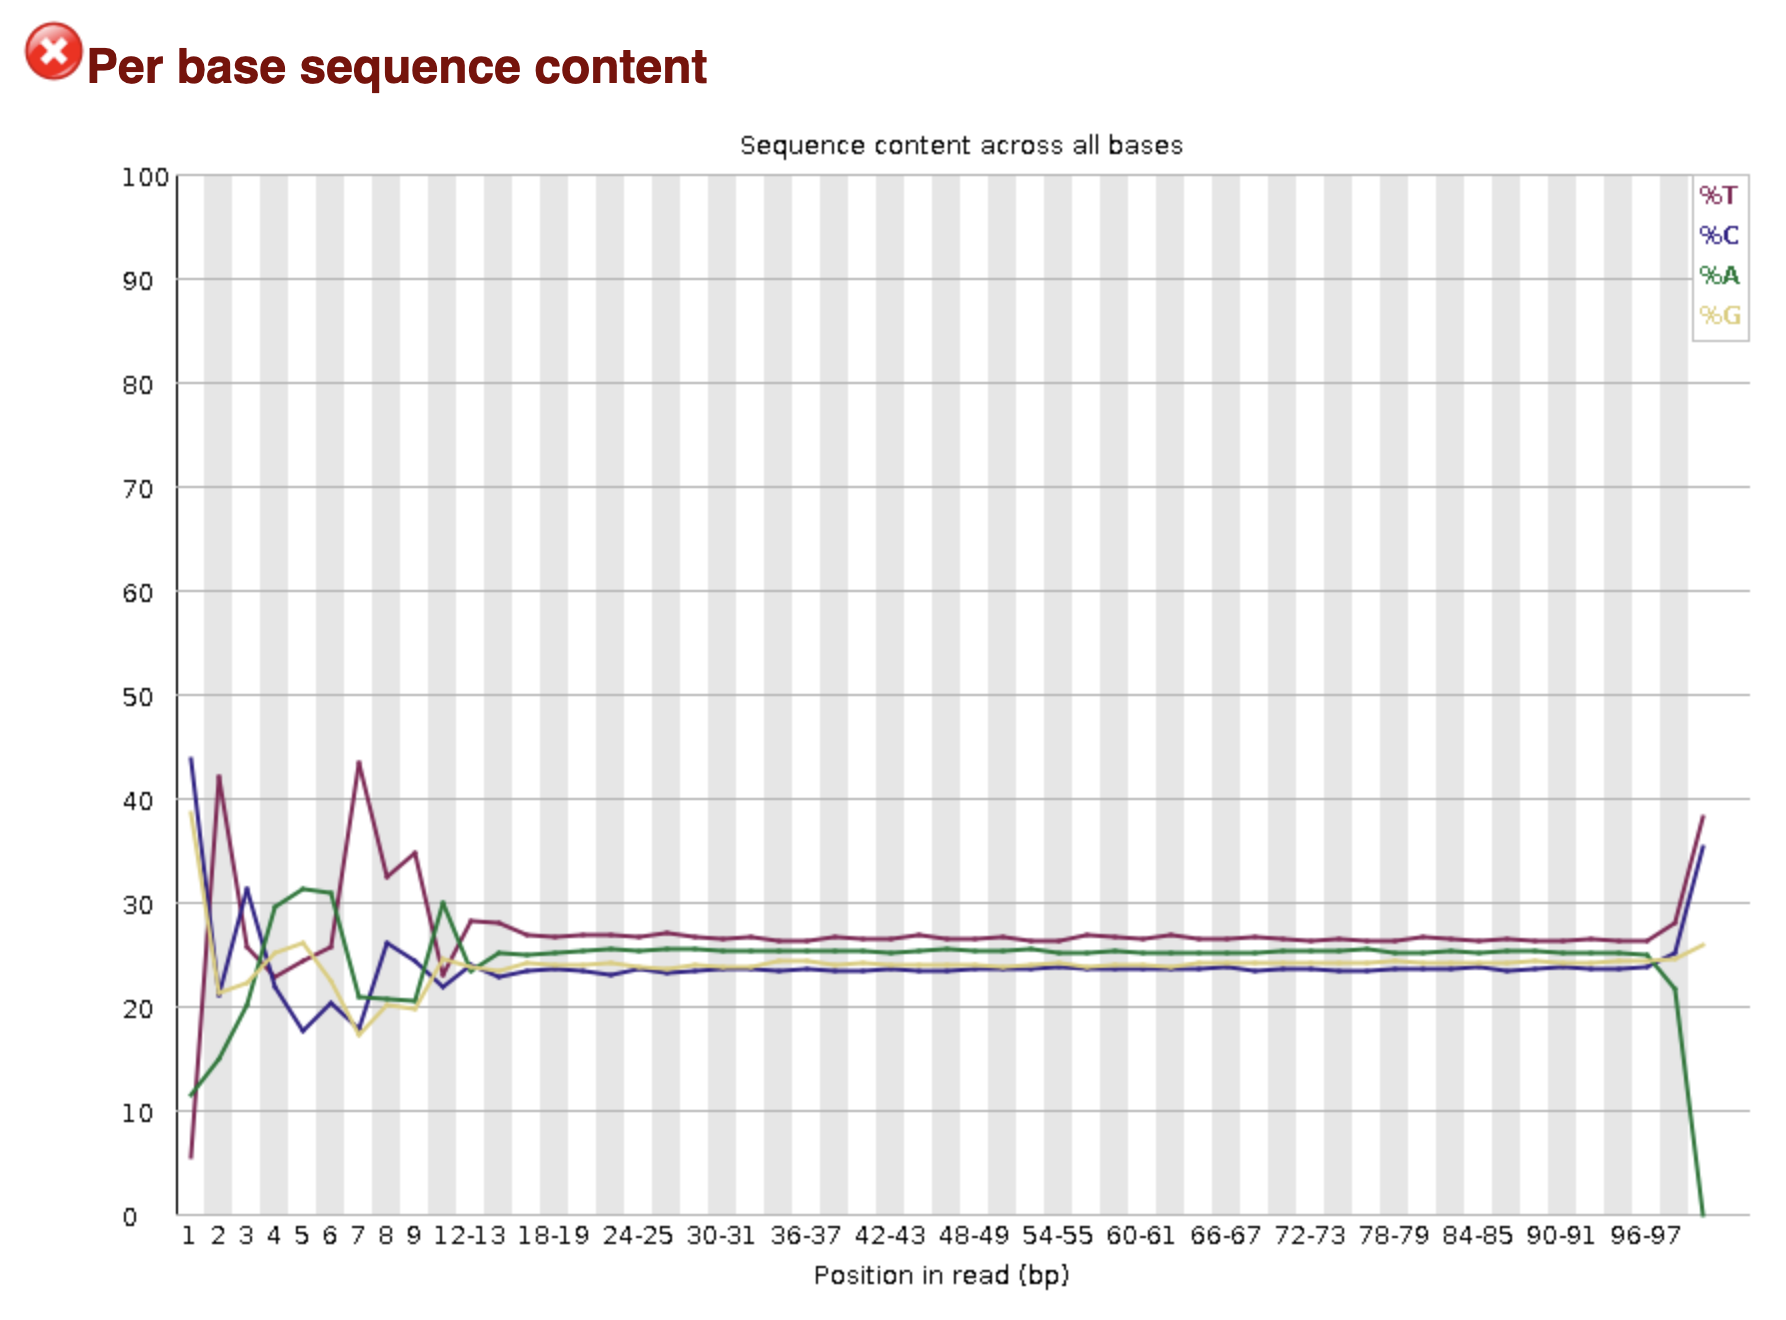 Per base sequence content
Sequence content across all bases
%T
%C
%A
%G
100
90
80
70
60
50
40
30
20
10
0
1 2 3 4 5 6 7 8 9 12-13 18-19 24-25 30-31 36-37 42-43 48-49 54-55 60-61 66-67 72-73 78-79 84-85 90-91 96-97
Position in read (bp)